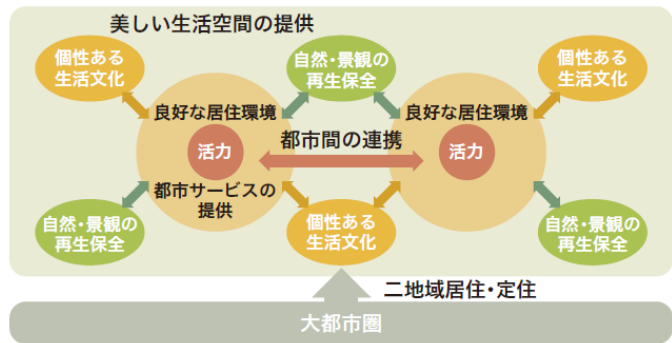 美しい生活空間の提供
個性ある
生活文化
自然・景観の
再生保全
個性ある
生活文化
良好な居住環境
良好な居住環境
活力
都市間の連携
活力
都市サービスの
提供
自然・景観の
再生保全
個性ある
生活文化
自然・景観の
再生保全
二地域居住・定住
大都市圏